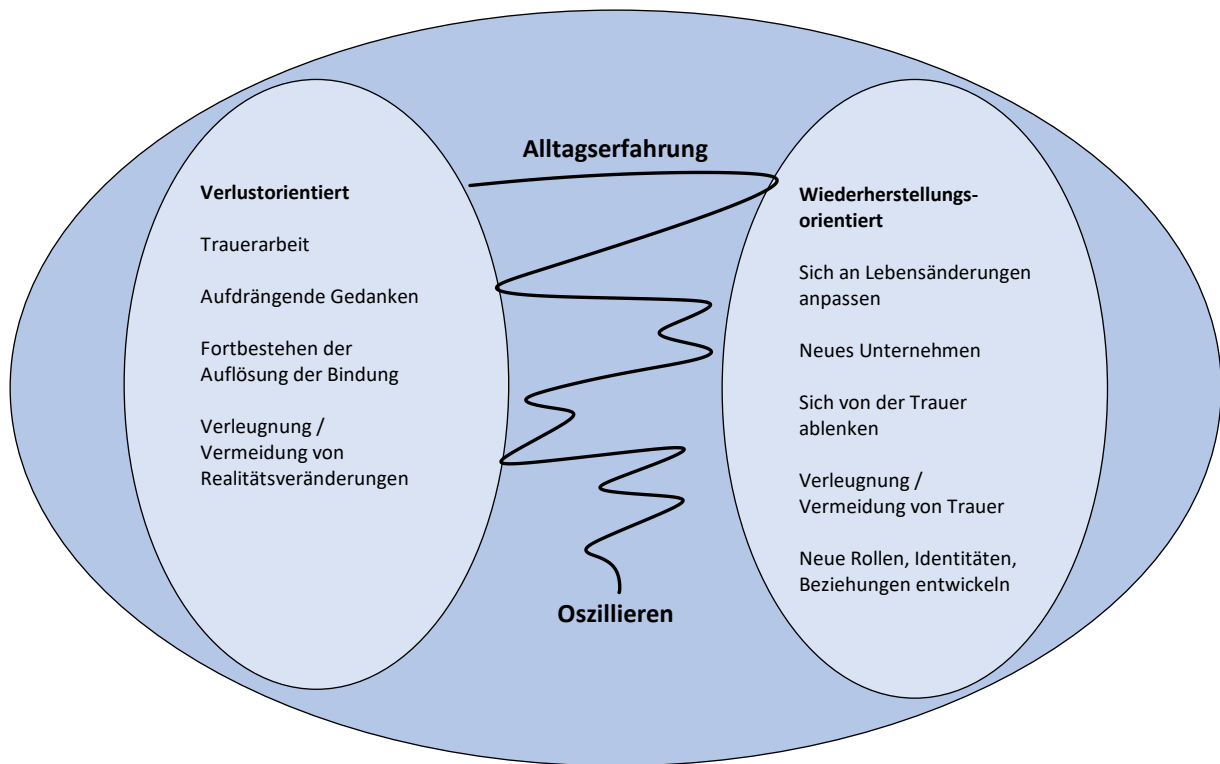 Alltagserfahrung
Verlustorientiert
Trauerarbeit
Aufdrängende Gedanken
Fortbestehen der
Auflösung der Bindung
Verleugnung /
Vermeidung von
Realitätsveränderungen
Wiederherstellungs-
orientiert
Sich an Lebensänderungen
anpassen
Neues Unternehmen
Sich von der Trauer
ablenken
Verleugnung /
Vermeidung von Trauer
Neue Rollen, Identitäten,
Beziehungen entwickeln
Oszillieren